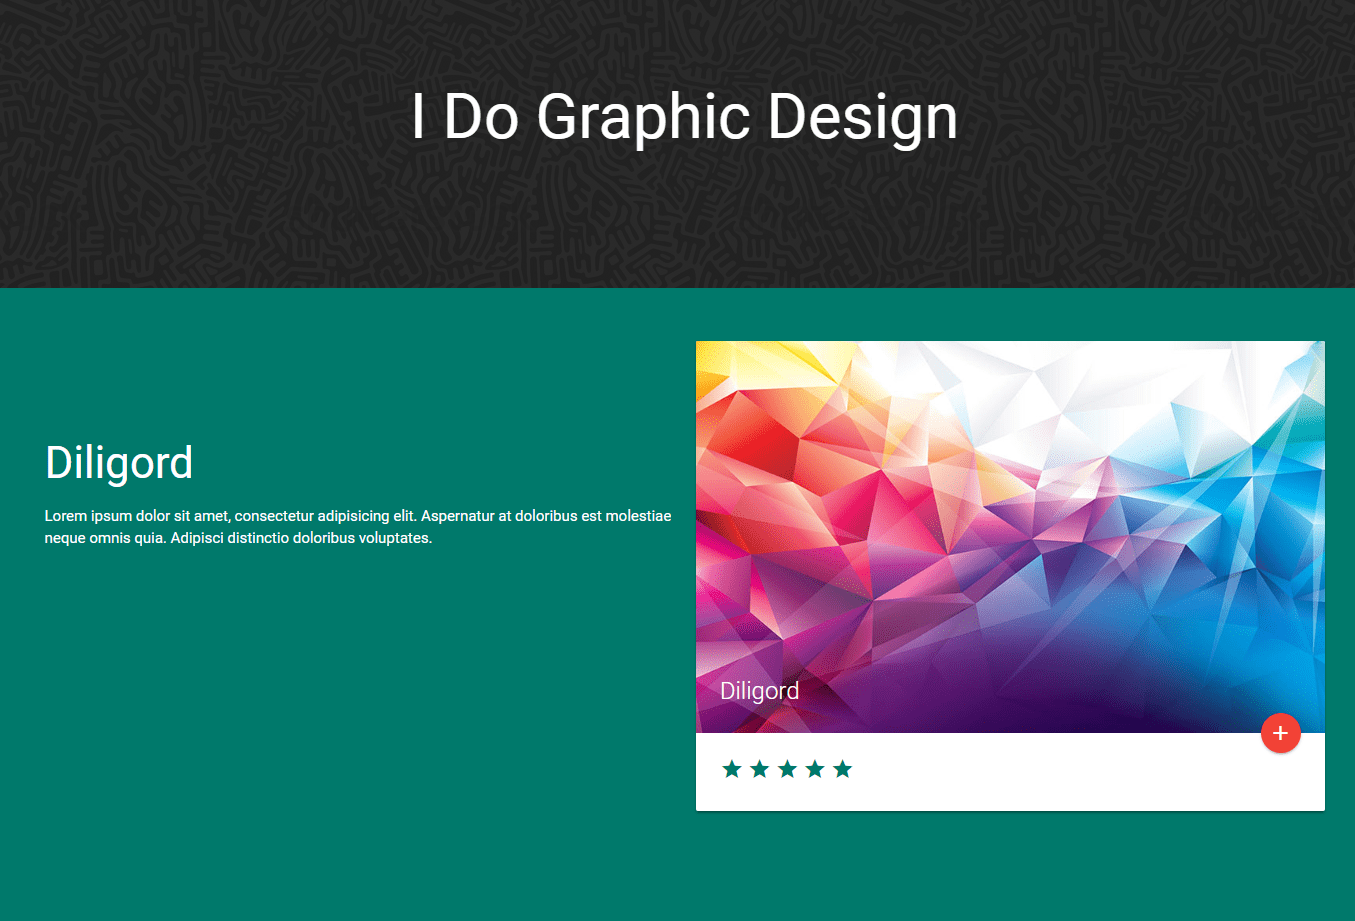 I Do Graphic Design
Diligord
Lorem ipsum dolor sit amet, consectetur adipisicing elit. Aspernatur at doloribus est molestiae
neque omnis quia. Adipisci distinctio doloribus voluptates.
Diligord
+